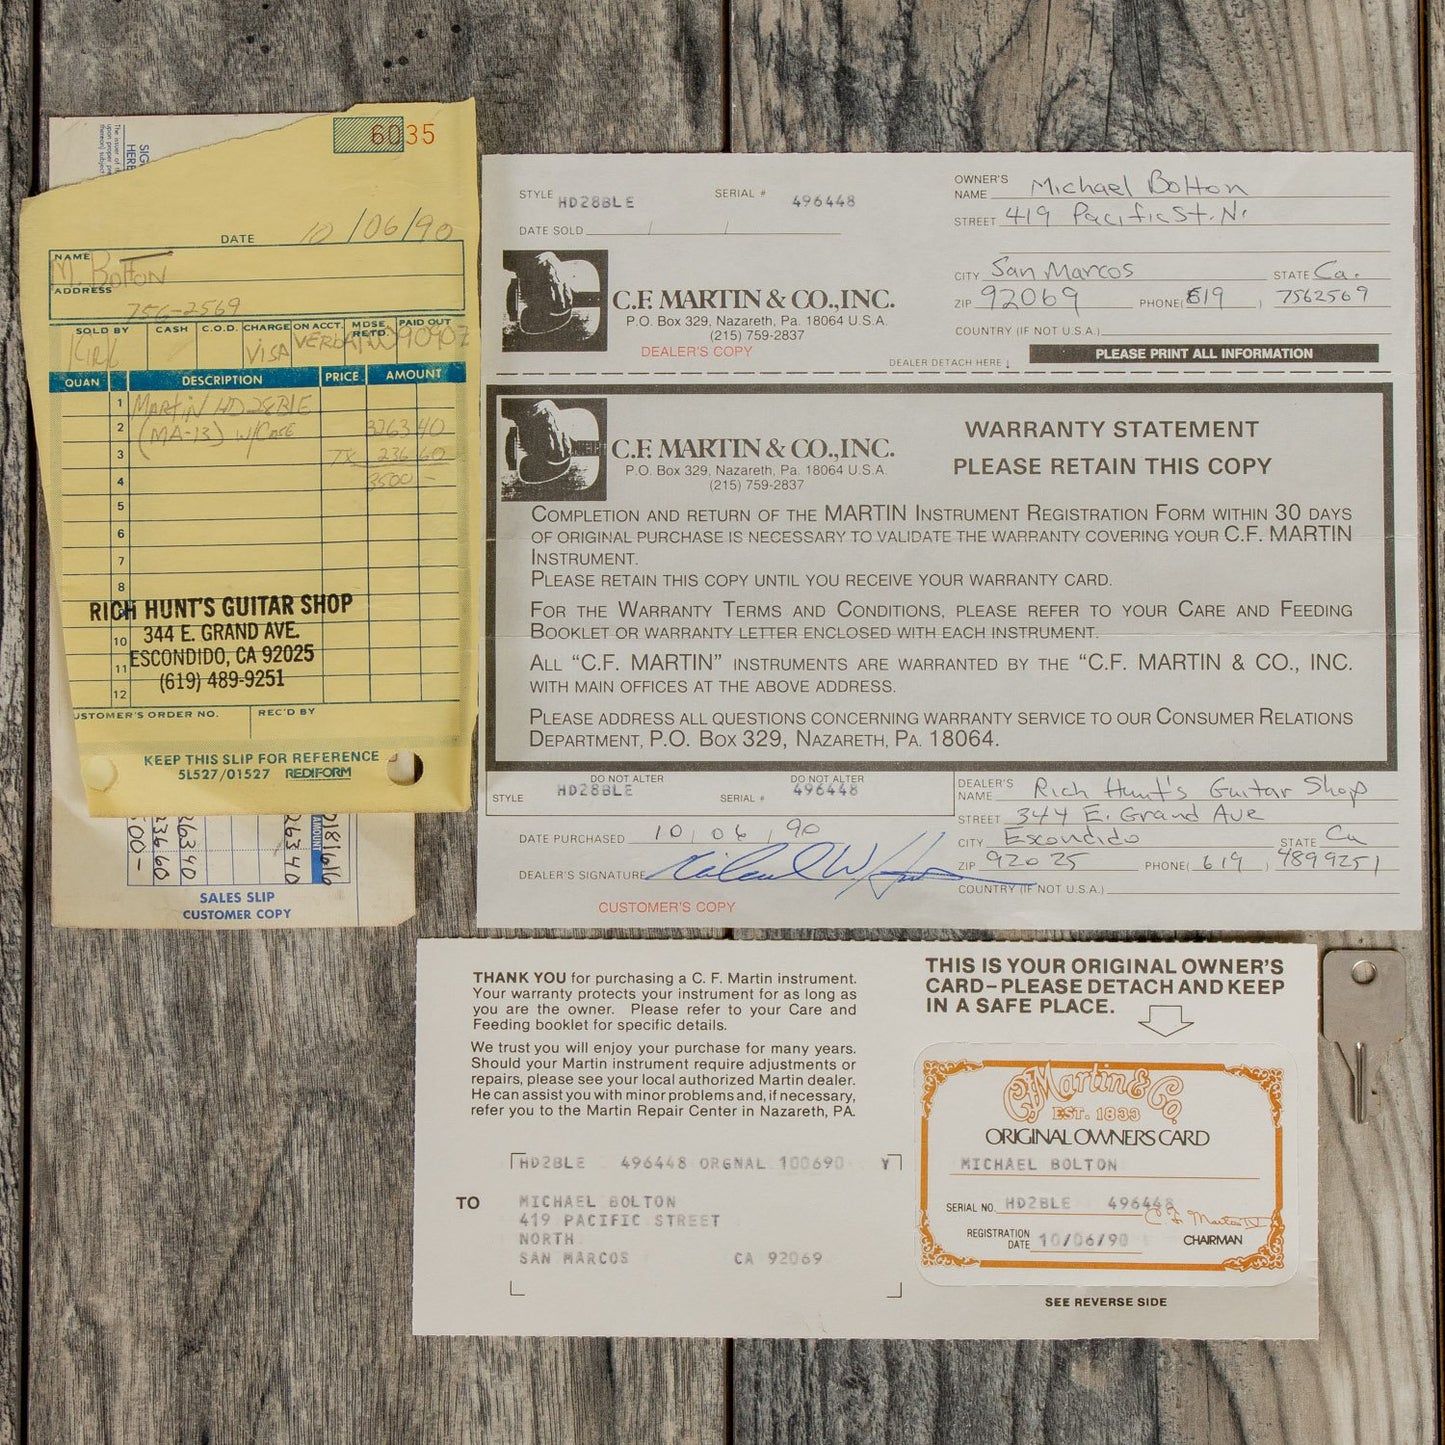 6035
DATE 10/06/90
NAME
M. Bolton
ADDRESS
756-2569
SOLD BY CASH C.O.D. CHARGE ON ACCT. MDSE. RETD. PAID OUT
VISA
QUAN DESCRIPTION PRICE AMOUNT
1 Martin HD28BLE
2 (MA-13) w/Case 3263 40
3 TX 236 60
4 3500 -
5
6
7
8
9
RICH HUNT'S GUITAR SHOP
10 344 E. GRAND AVE.
11 ESCONDIDO, CA 92025
(619) 489-9251
12
USTOMER'S ORDER NO. REC'D BY
KEEP THIS SLIP FOR REFERENCE
5L527/01527 REDIFORM
AMOUNT
263 40
263 40
236 60
00-
SALES SLIP
CUSTOMER COPY
STYLE HD28BLE SERIAL # 496448
DATE SOLD
OWNER'S
NAME Michael Bolton
STREET 419 Pacific St. N.
CITY San Marcos STATE Ca.
ZIP 92069 PHONE (619) 7562569
COUNTRY (IF NOT U.S.A.)
C.F. MARTIN & CO., INC.
P.O. Box 329, Nazareth, Pa. 18064 U.S.A.
(215) 759-2837
DEALER'S COPY
DEALER DETACH HERE ↓
PLEASE PRINT ALL INFORMATION
C.F. MARTIN & CO., INC.
P.O. Box 329, Nazareth, Pa. 18064 U.S.A.
(215) 759-2837
WARRANTY STATEMENT
PLEASE RETAIN THIS COPY
COMPLETION AND RETURN OF THE MARTIN INSTRUMENT REGISTRATION FORM WITHIN 30 DAYS
OF ORIGINAL PURCHASE IS NECESSARY TO VALIDATE THE WARRANTY COVERING YOUR C.F. MARTIN
INSTRUMENT.
PLEASE RETAIN THIS COPY UNTIL YOU RECEIVE YOUR WARRANTY CARD.
FOR THE WARRANTY TERMS AND CONDITIONS, PLEASE REFER TO YOUR CARE AND FEEDING
BOOKLET OR WARRANTY LETTER ENCLOSED WITH EACH INSTRUMENT.
ALL "C.F. MARTIN" INSTRUMENTS ARE WARRANTED BY THE "C.F. MARTIN & CO., INC.
WITH MAIN OFFICES AT THE ABOVE ADDRESS.
PLEASE ADDRESS ALL QUESTIONS CONCERNING WARRANTY SERVICE TO OUR CONSUMER RELATIONS
DEPARTMENT, P.O. BOX 329, NAZARETH, PA. 18064.
DO NOT ALTER DO NOT ALTER
STYLE HD28BLE SERIAL # 496448
DATE PURCHASED 10 06 90
DEALER'S SIGNATURE
CUSTOMER'S COPY
DEALER'S
NAME Rich Hunt's Guitar Shop
STREET 344 E. Grand Ave
CITY Escondido STATE Ca
ZIP 92025 PHONE (619) 4899251
COUNTRY (IF NOT U.S.A.)
THANK YOU for purchasing a C. F. Martin instrument.
Your warranty protects your instrument for as long as
you are the owner. Please refer to your Care and
Feeding booklet for specific details.
We trust you will enjoy your purchase for many years.
Should your Martin instrument require adjustments or
repairs, please see your local authorized Martin dealer.
He can assist you with minor problems and, if necessary,
refer you to the Martin Repair Center in Nazareth, PA.
HD2BLE 496448 ORGNAL 100690 Y
TO MICHAEL BOLTON
419 PACIFIC STREET
NORTH
SAN MARCOS CA 92069
THIS IS YOUR ORIGINAL OWNER'S
CARD–PLEASE DETACH AND KEEP
IN A SAFE PLACE.
CF Martin & Co.
EST. 1833
ORIGINAL OWNERS CARD
MICHAEL BOLTON
SERIAL NO. HD2BLE 496448
C. F. Martin IV
REGISTRATION
DATE 10/06/90 CHAIRMAN
SEE REVERSE SIDE